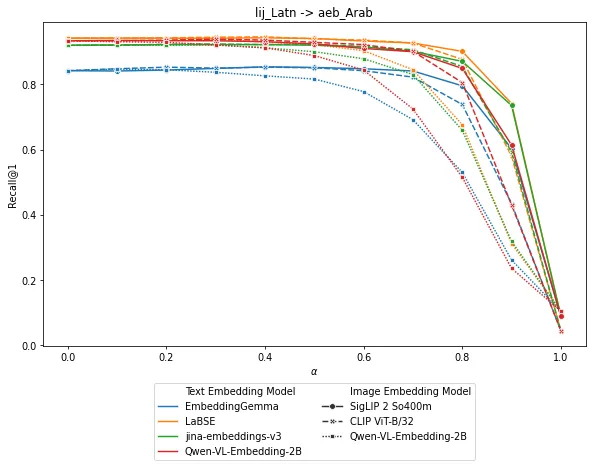 lij_Latn -> aeb_Arab
Recall@1
0.8
0.6
0.4
0.2
0.0
0.0 0.2 0.4 0.6 0.8 1.0
α
Text Embedding Model Image Embedding Model
EmbeddingGemma SigLIP 2 So400m
LaBSE CLIP ViT-B/32
jina-embeddings-v3 Qwen-VL-Embedding-2B
Qwen-VL-Embedding-2B